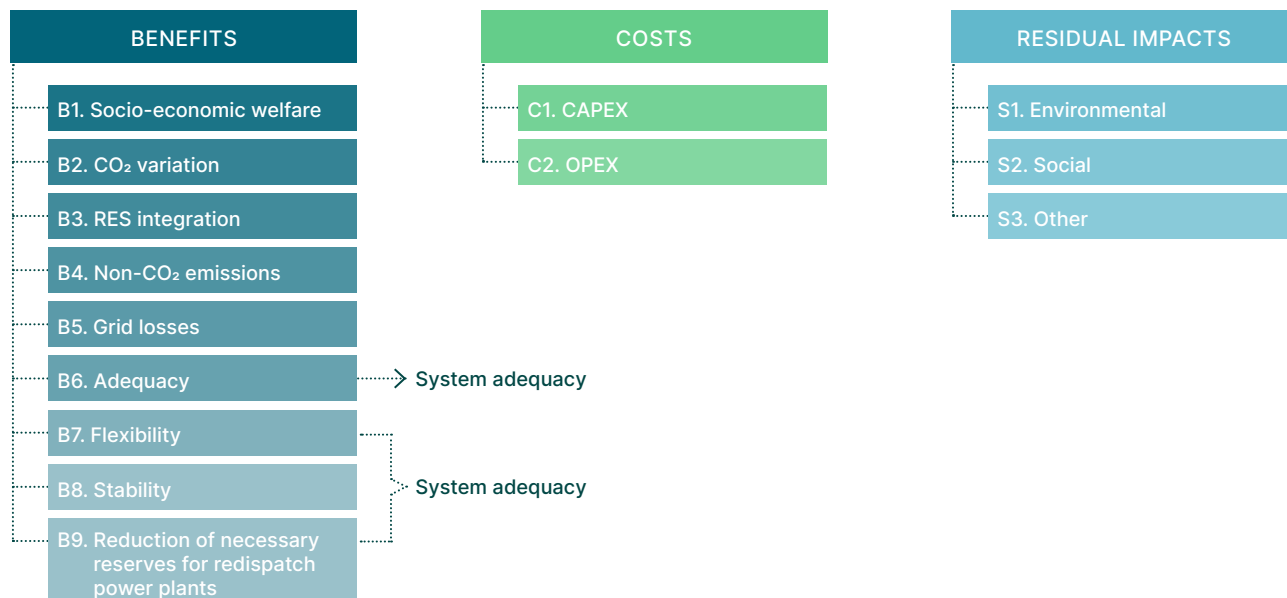 BENEFITS
B1. Socio-economic welfare
B2. CO₂ variation
B3. RES integration
B4. Non-CO₂ emissions
B5. Grid losses
B6. Adequacy
System adequacy
B7. Flexibility
B8. Stability
System adequacy
B9. Reduction of necessary
reserves for redispatch
power plants
COSTS
C1. CAPEX
C2. OPEX
RESIDUAL IMPACTS
S1. Environmental
S2. Social
S3. Other